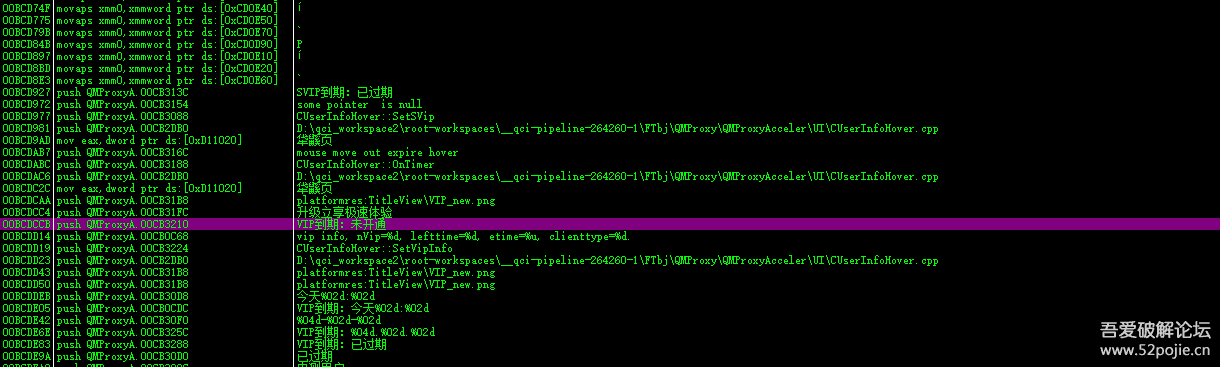 00BCD74F movaps xmm0,xmmword ptr ds:[0xCD0E40] í
00BCD775 movaps xmm0,xmmword ptr ds:[0xCD0E50]
00BCD79B movaps xmm0,xmmword ptr ds:[0xCD0E70] `
00BCD84B movaps xmm0,xmmword ptr ds:[0xCD0D90] P
00BCD897 movaps xmm0,xmmword ptr ds:[0xCD0E10] í
00BCD8BD movaps xmm0,xmmword ptr ds:[0xCD0E20]
00BCD8E3 movaps xmm0,xmmword ptr ds:[0xCD0E60] `
00BCD927 push QMProxyA.00CB313C SVIP到期: 已过期
00BCD972 push QMProxyA.00CB3154 some pointer  is null
00BCD977 push QMProxyA.00CB3088 CUserInfoHover::SetSVip
00BCD981 push QMProxyA.00CB2DB0 D:\qci_workspace2\root-workspaces\__qci-pipeline-264260-1\FTbj\QMProxy\QMProxyAcceler\UI\CUserInfoHover.cpp
00BCD9AD mov eax,dword ptr ds:[0xD11020]
00BCDAB7 push QMProxyA.00CB316C mouse move out expire hover
00BCDABC push QMProxyA.00CB3188 CUserInfoHover::OnTimer
00BCDAC6 push QMProxyA.00CB2DB0 D:\qci_workspace2\root-workspaces\__qci-pipeline-264260-1\FTbj\QMProxy\QMProxyAcceler\UI\CUserInfoHover.cpp
00BCDC2C mov eax,dword ptr ds:[0xD11020]
00BCDCAA push QMProxyA.00CB31B8 platformres:TitleView\VIP_new.png
00BCDCC4 push QMProxyA.00CB31FC 升级立享极速体验
00BCDCCB push QMProxyA.00CB3210 VIP到期: 未开通
00BCDD14 push QMProxyA.00CB0C68 vip info, nVip=%d, lefttime=%d, etime=%u, clienttype=%d.
00BCDD19 push QMProxyA.00CB3224 CUserInfoHover::SetVipInfo
00BCDD23 push QMProxyA.00CB2DB0 D:\qci_workspace2\root-workspaces\__qci-pipeline-264260-1\FTbj\QMProxy\QMProxyAcceler\UI\CUserInfoHover.cpp
00BCDD43 push QMProxyA.00CB31B8 platformres:TitleView\VIP_new.png
00BCDD50 push QMProxyA.00CB31B8 platformres:TitleView\VIP_new.png
00BCDDEB push QMProxyA.00CB30D8 今天%02d:%02d
00BCDE05 push QMProxyA.00CB0CDC VIP到期: 今天%02d:%02d
00BCDE42 push QMProxyA.00CB30F0 %04d-%02d-%02d
00BCDE6E push QMProxyA.00CB325C VIP到期: %04d.%02d.%02d
00BCDE83 push QMProxyA.00CB3288 VIP到期: 已过期
00BCDE9A push QMProxyA.00CB30D0 已过期
吾爱破解论坛
www.52pojie.cn